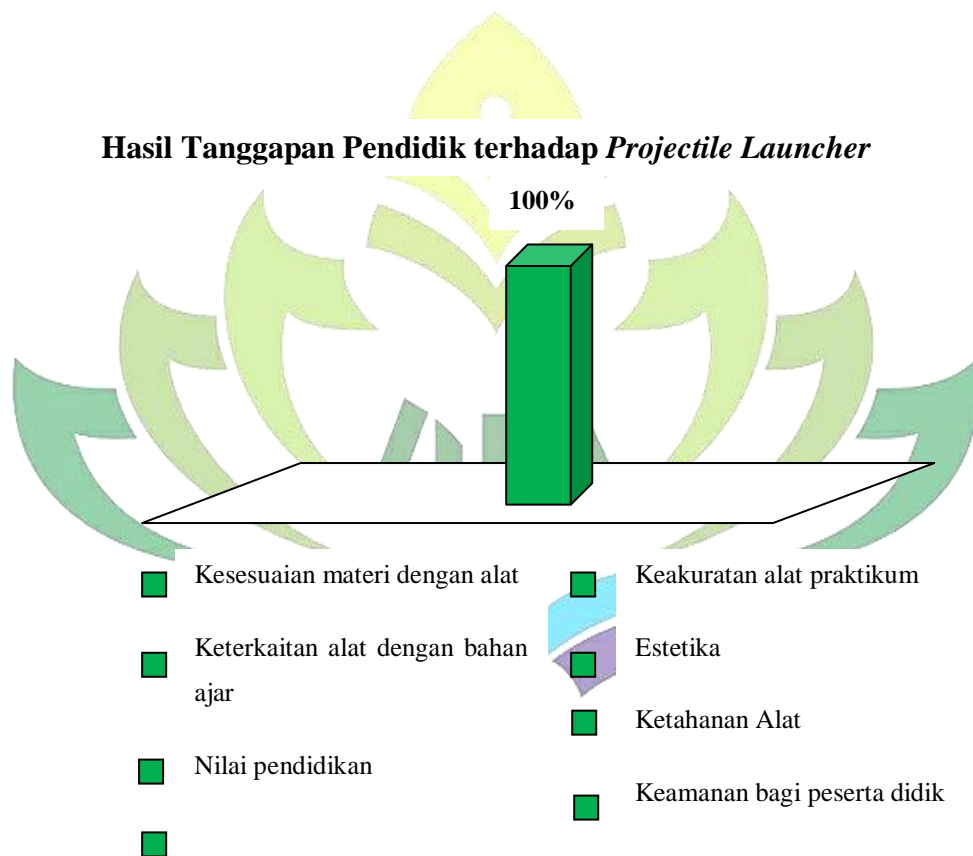 Hasil Tanggapan Pendidik terhadap Projectile Launcher
100%
Kesesuaian materi dengan alat
Keterkaitan alat dengan bahan
ajar
Nilai pendidikan
Keakuratan alat praktikum
Estetika
Ketahanan Alat
Keamanan bagi peserta didik